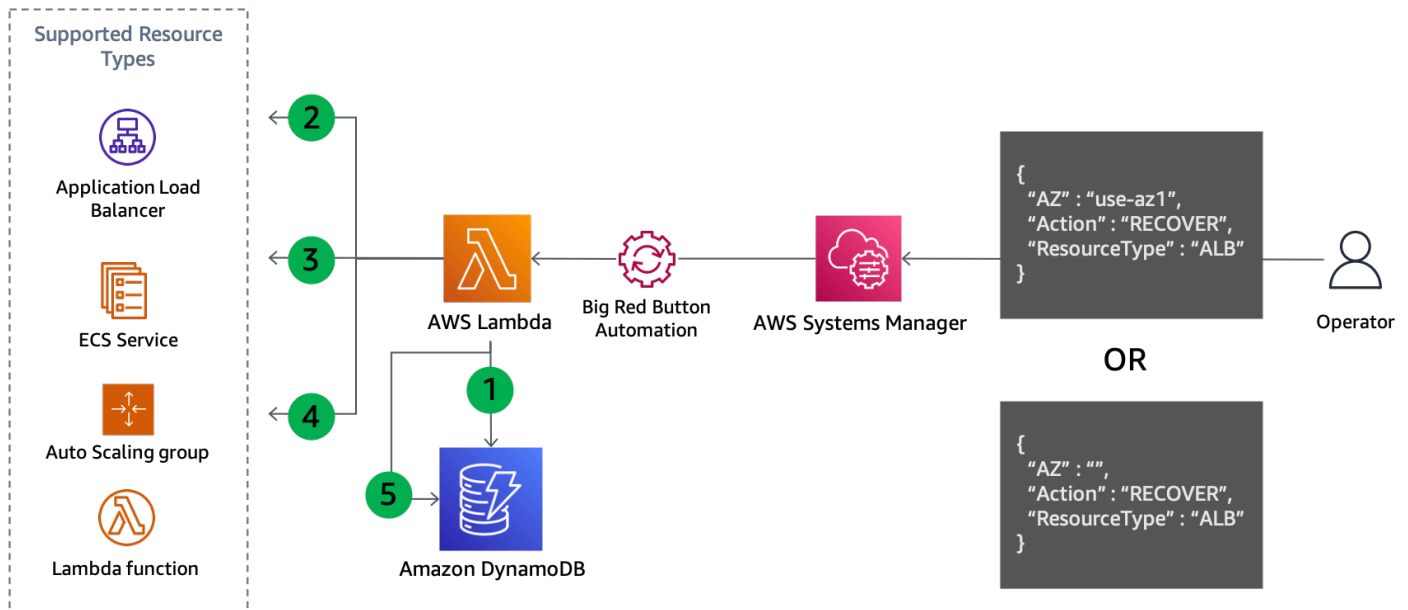 Supported Resource
Types
Application Load
Balancer
ECS Service
Auto Scaling group
Lambda function
2
3
4
AWS Lambda
1
5
Amazon DynamoDB
Big Red Button
Automation
AWS Systems Manager
{
“AZ” : “use-az1”,
“Action” : “RECOVER”,
“ResourceType” : “ALB”
}
OR
{
“AZ” : “”,
“Action” : “RECOVER”,
“ResourceType” : “ALB”
}
Operator